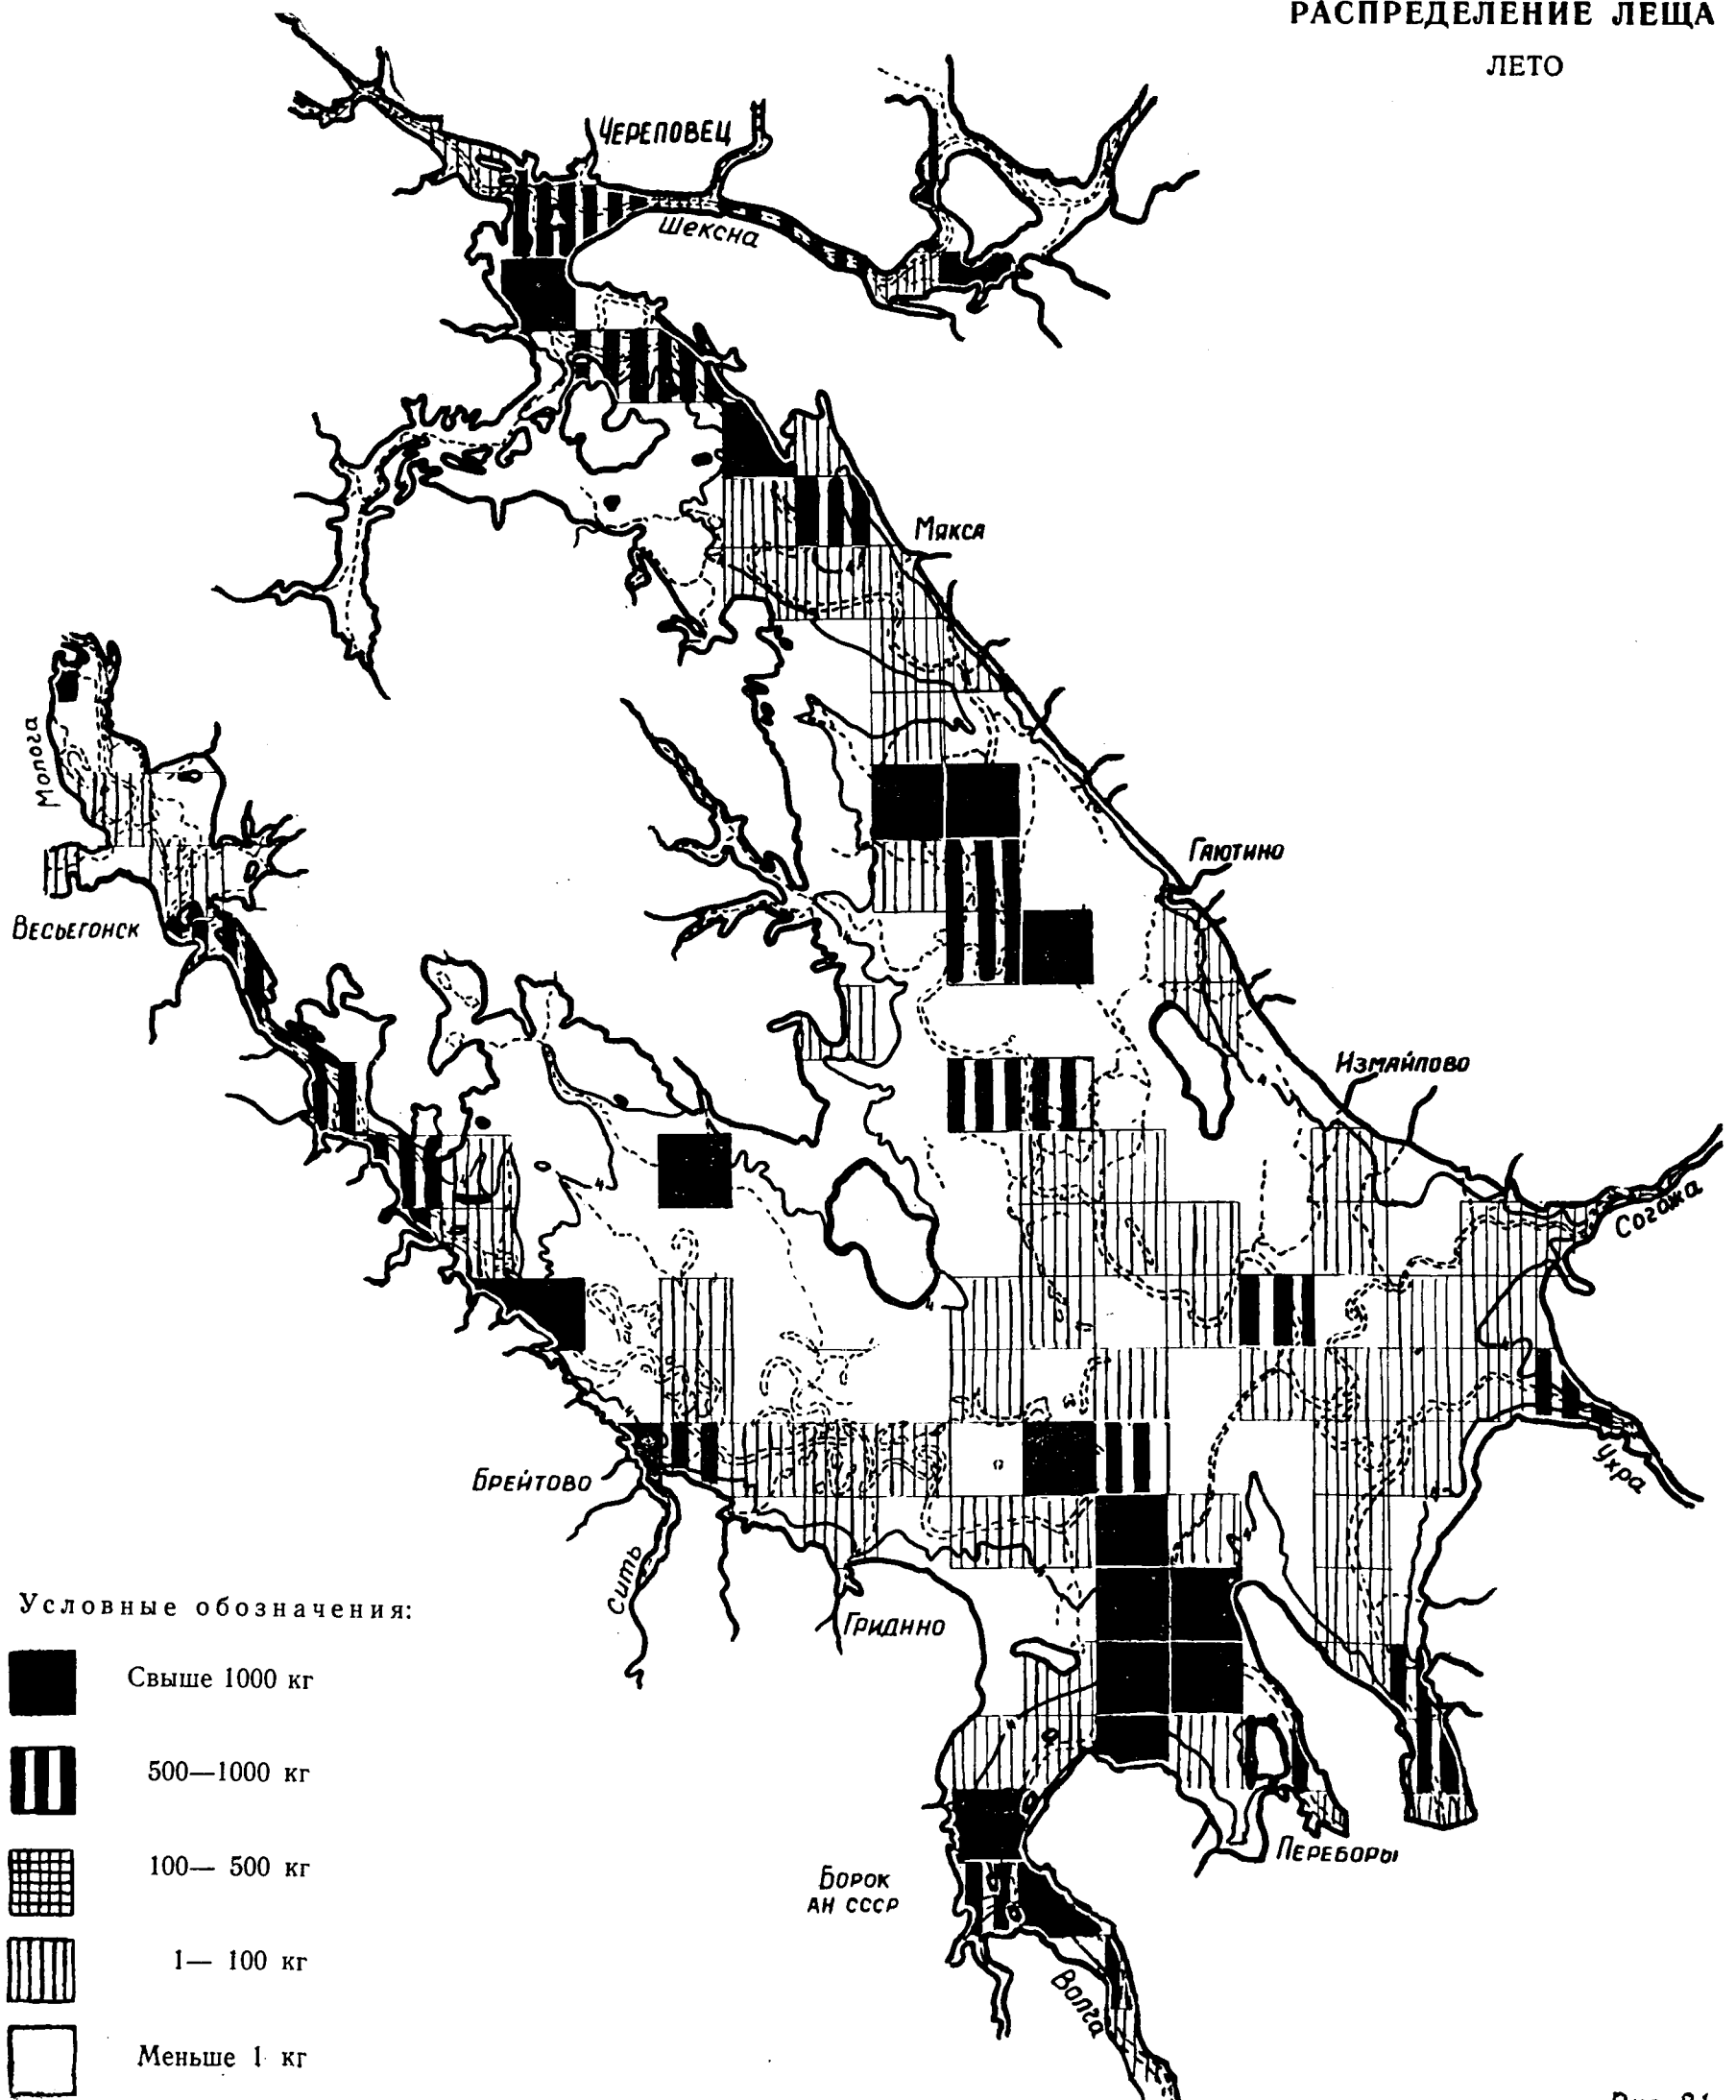 РАСПРЕДЕЛЕНИЕ ЛЕЩА
ЛЕТО
ЧЕРЕПОВЕЦ
Шексна
Мякса
Молога
Гаютино
ВЕСЬЕГОНСК
Измайлово
Согожа
БРЕЙТОВО
Ухра
Сить
Гридино
Условные обозначения:
Свыше 1000 кг
500—1000 кг
100— 500 кг
1— 100 кг
Меньше 1 кг
ПЕРЕБОРЫ
БОРОК
АН СССР
Волга